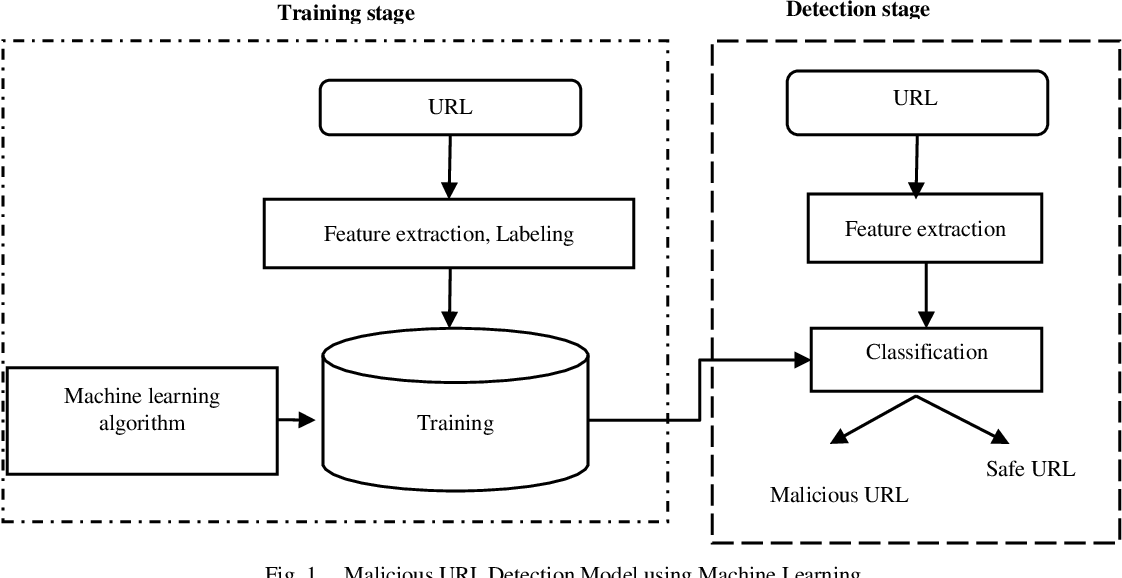 Training stage
URL
Feature extraction, Labeling
Machine learning
algorithm
Training
Detection stage
URL
Feature extraction
Classification
Safe URL
Malicious URL
Fig. 1. Malicious URL Detection Model using Machine Learning